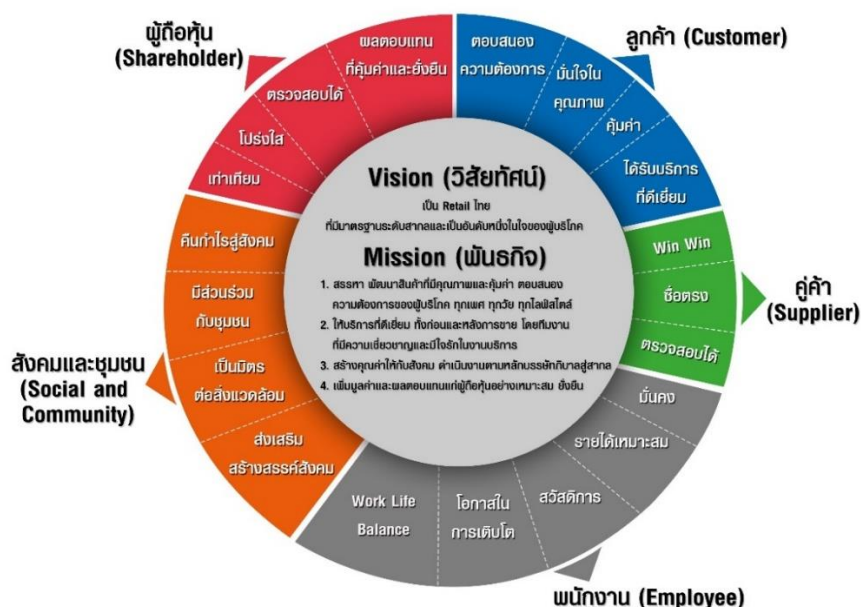 ผู้ถือหุ้น
(Shareholder)
ผลตอบแทน
ที่คุ้มค่าและยั่งยืน
ตรวจสอบได้
โปร่งใส
เท่าเทียม
ลูกค้า (Customer)
ตอบสนอง
ความต้องการ
มั่นใจใน
คุณภาพ
คุ้มค่า
ได้รับบริการ
ที่ดีเยี่ยม
คู่ค้า
(Supplier)
Win Win
ซื่อตรง
ตรวจสอบได้
พนักงาน (Employee)
มั่นคง
รายได้เหมาะสม
สวัสดิการ
โอกาสใน
การเติบโต
Work Life
Balance
สังคมและชุมชน
(Social and
Community)
คืนกำไรสู่สังคม
มีส่วนร่วม
กับชุมชน
เป็นมิตร
ต่อสิ่งแวดล้อม
ส่งเสริม
สร้างสรรค์สังคม
Vision (วิสัยทัศน์)
เป็น Retail ไทย
ที่มีมาตรฐานระดับสากลและเป็นอันดับหนึ่งในใจของผู้บริโภค
Mission (พันธกิจ)
1. สรรหา พัฒนาสินค้าที่มีคุณภาพและคุ้มค่า ตอบสนอง
ความต้องการของผู้บริโภค ทุกเพศ ทุกวัย ทุกไลฟ์สไตล์
2. ให้บริการที่ดีเยี่ยม ทั้งก่อนและหลังการขาย โดยทีมงาน
ที่มีความเชี่ยวชาญและมีใจรักในงานบริการ
3. สร้างคุณค่าให้กับสังคม ดำเนินงานตามหลักบรรษัทภิบาลสู่สากล
4. เพิ่มมูลค่าและผลตอบแทนแก่ผู้ถือหุ้นอย่างเหมาะสม ยั่งยืน